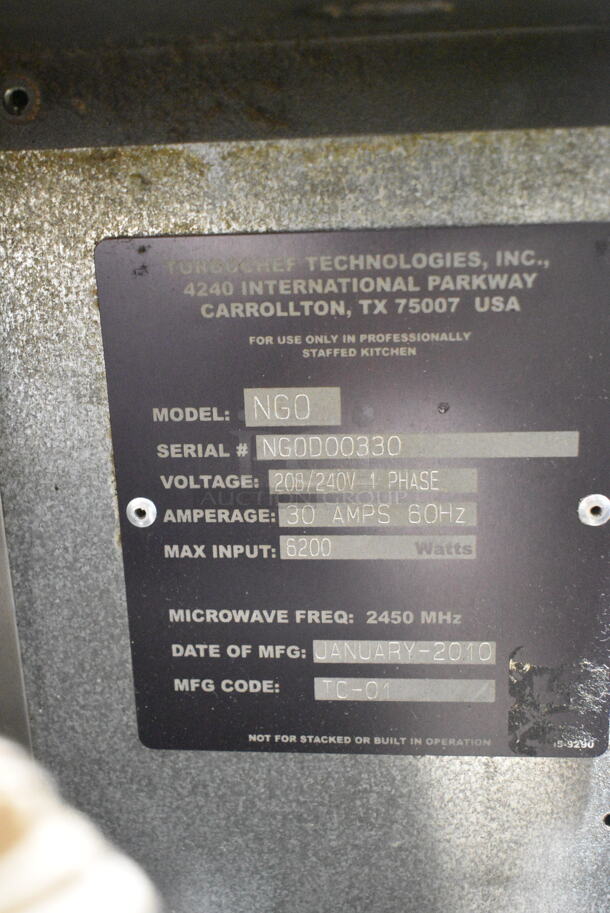 TURBOCHEF TECHNOLOGIES, INC.,
4240 INTERNATIONAL PARKWAY
CARROLLTON, TX 75007 USA
FOR USE ONLY IN PROFESSIONALLY
STAFFED KITCHEN
MODEL: NGO
SERIAL # NGOD00330
VOLTAGE: 208/240V 1 PHASE
AUCTION GROUP
AMPERAGE: 30 AMPS 60Hz
MAX INPUT: 6200 Watts
MICROWAVE FREQ: 2450 MHz
DATE OF MFG: JANUARY-2010
MFG CODE: TC-01
NOT FOR STACKED OR BUILT IN OPERATION